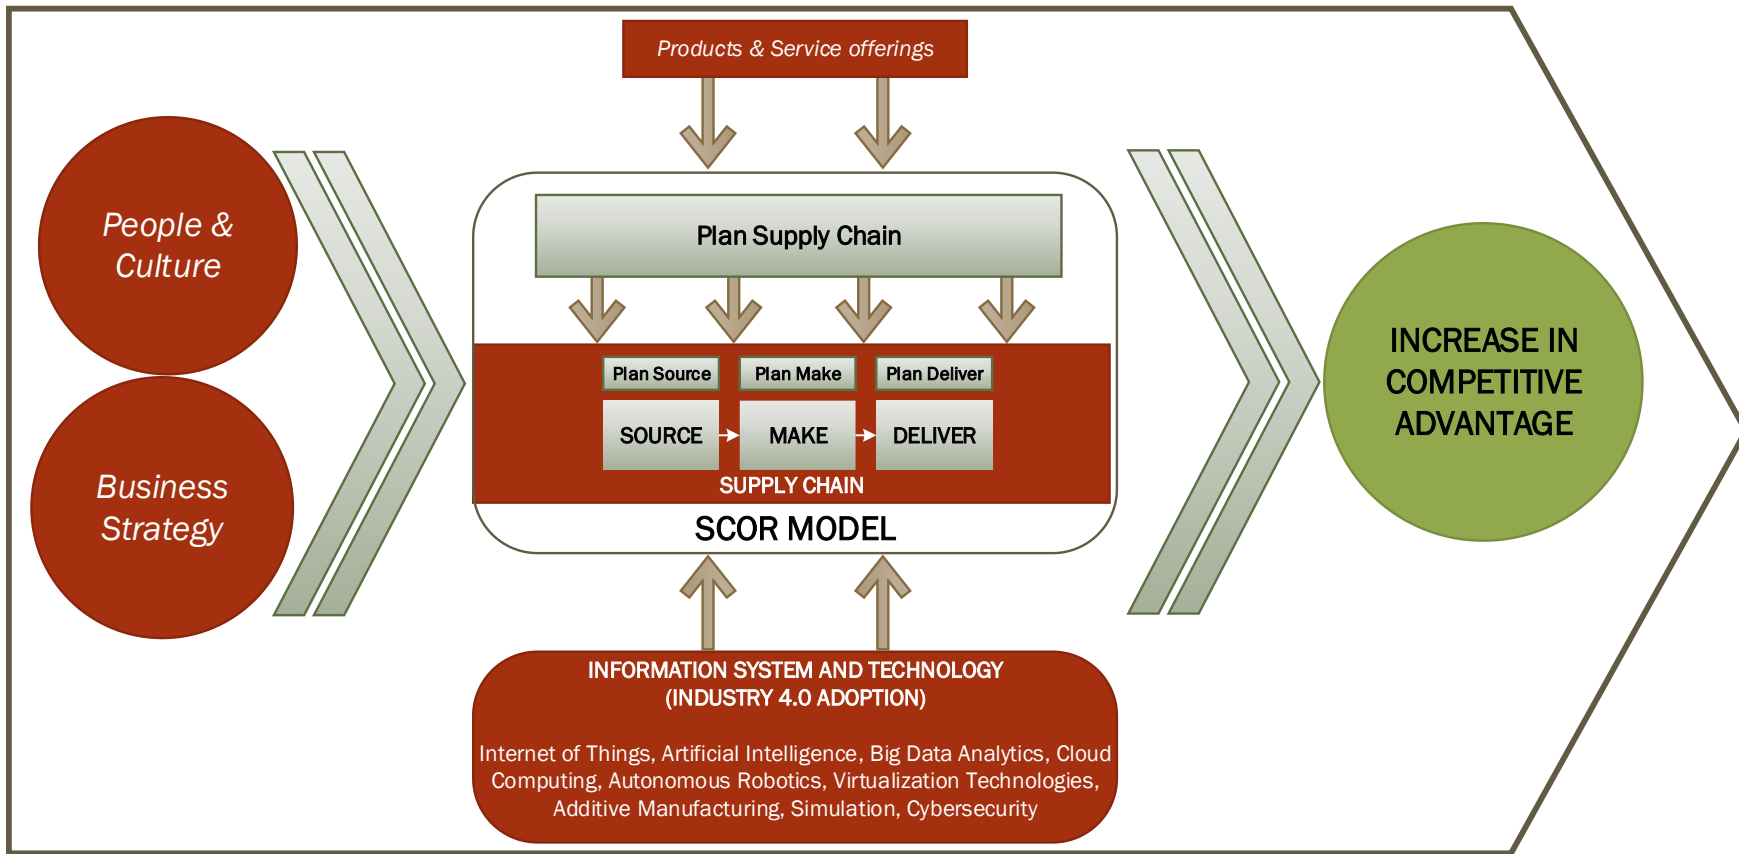 Products & Service offerings
People &
Culture
Business
Strategy
Plan Supply Chain
Plan Source
Plan Make
Plan Deliver
SOURCE
MAKE
DELIVER
SUPPLY CHAIN
SCOR MODEL
INCREASE IN
COMPETITIVE
ADVANTAGE
INFORMATION SYSTEM AND TECHNOLOGY
(INDUSTRY 4.0 ADOPTION)
Internet of Things, Artificial Intelligence, Big Data Analytics, Cloud
Computing, Autonomous Robotics, Virtualization Technologies,
Additive Manufacturing, Simulation, Cybersecurity